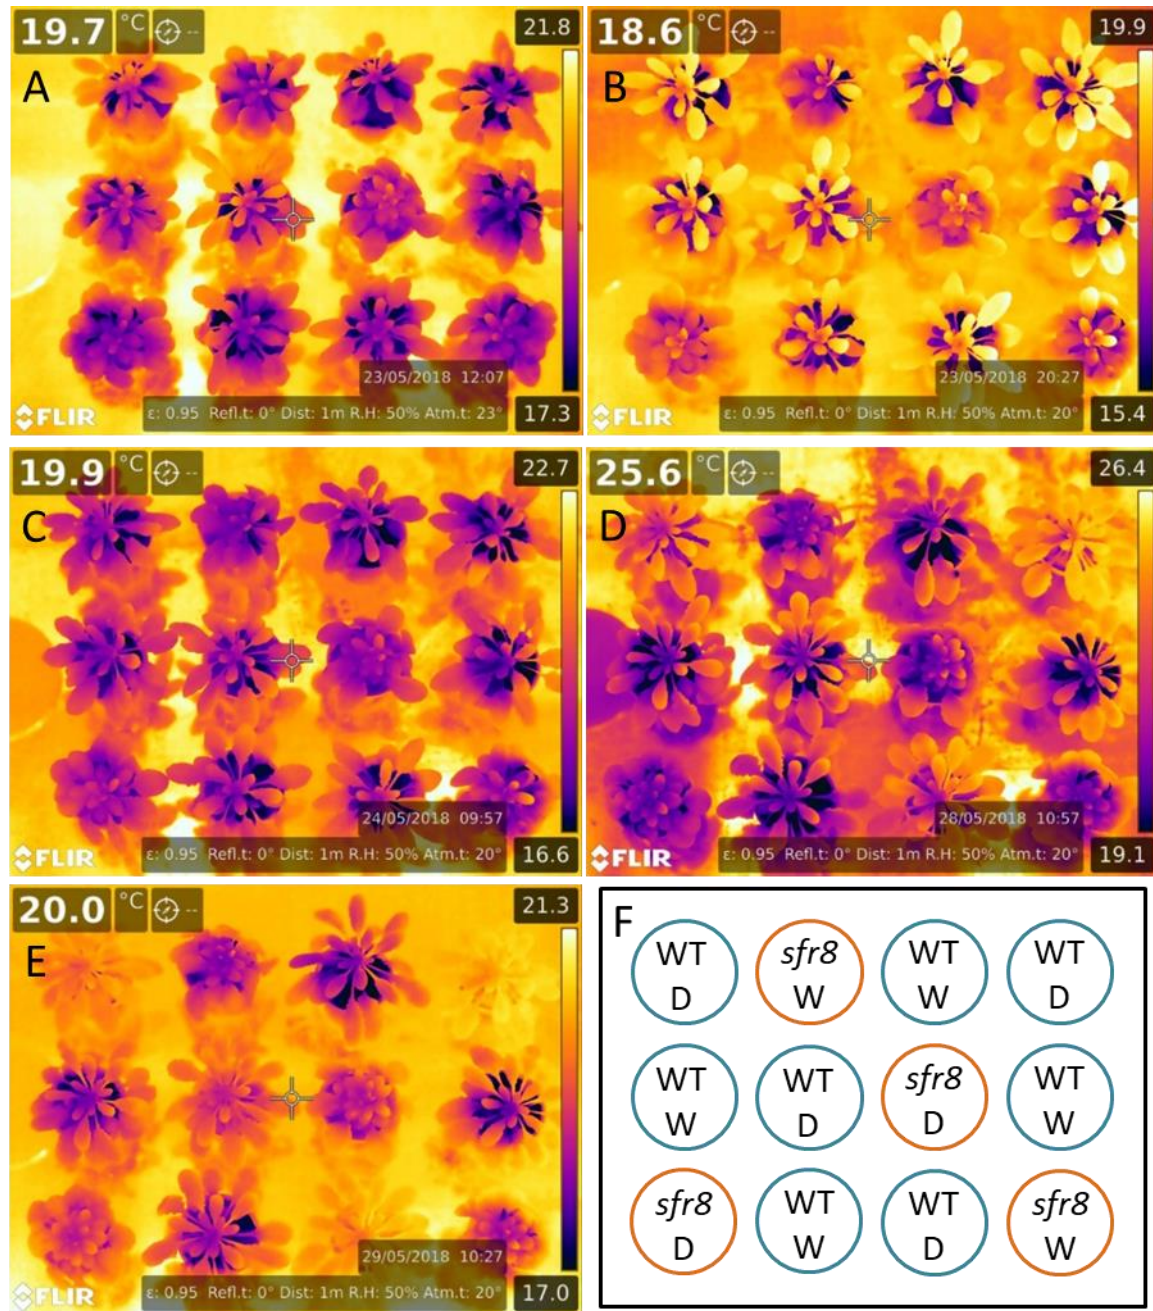 19.7 °C -- 21.8
A
23/05/2018 12:07
FLIR ε: 0.95 Refl.t: 0° Dist: 1m R.H: 50% Atm.t: 23° 17.3
18.6 °C -- 19.9
B
23/05/2018 20:27
FLIR ε: 0.95 Refl.t: 0° Dist: 1m R.H: 50% Atm.t: 20° 15.4
19.9 °C -- 22.7
C
24/05/2018 09:57
FLIR ε: 0.95 Refl.t: 0° Dist: 1m R.H: 50% Atm.t: 20° 16.6
25.6 °C -- 26.4
D
28/05/2018 10:57
FLIR ε: 0.95 Refl.t: 0° Dist: 1m R.H: 50% Atm.t: 20° 19.1
20.0 °C -- 21.3
E
29/05/2018 10:27
FLIR ε: 0.95 Refl.t: 0° Dist: 1m R.H: 50% Atm.t: 20° 17.0
F
WT sfr8 WT WT
D W W D
WT WT sfr8 WT
W D D W
sfr8 WT WT sfr8
D W D W